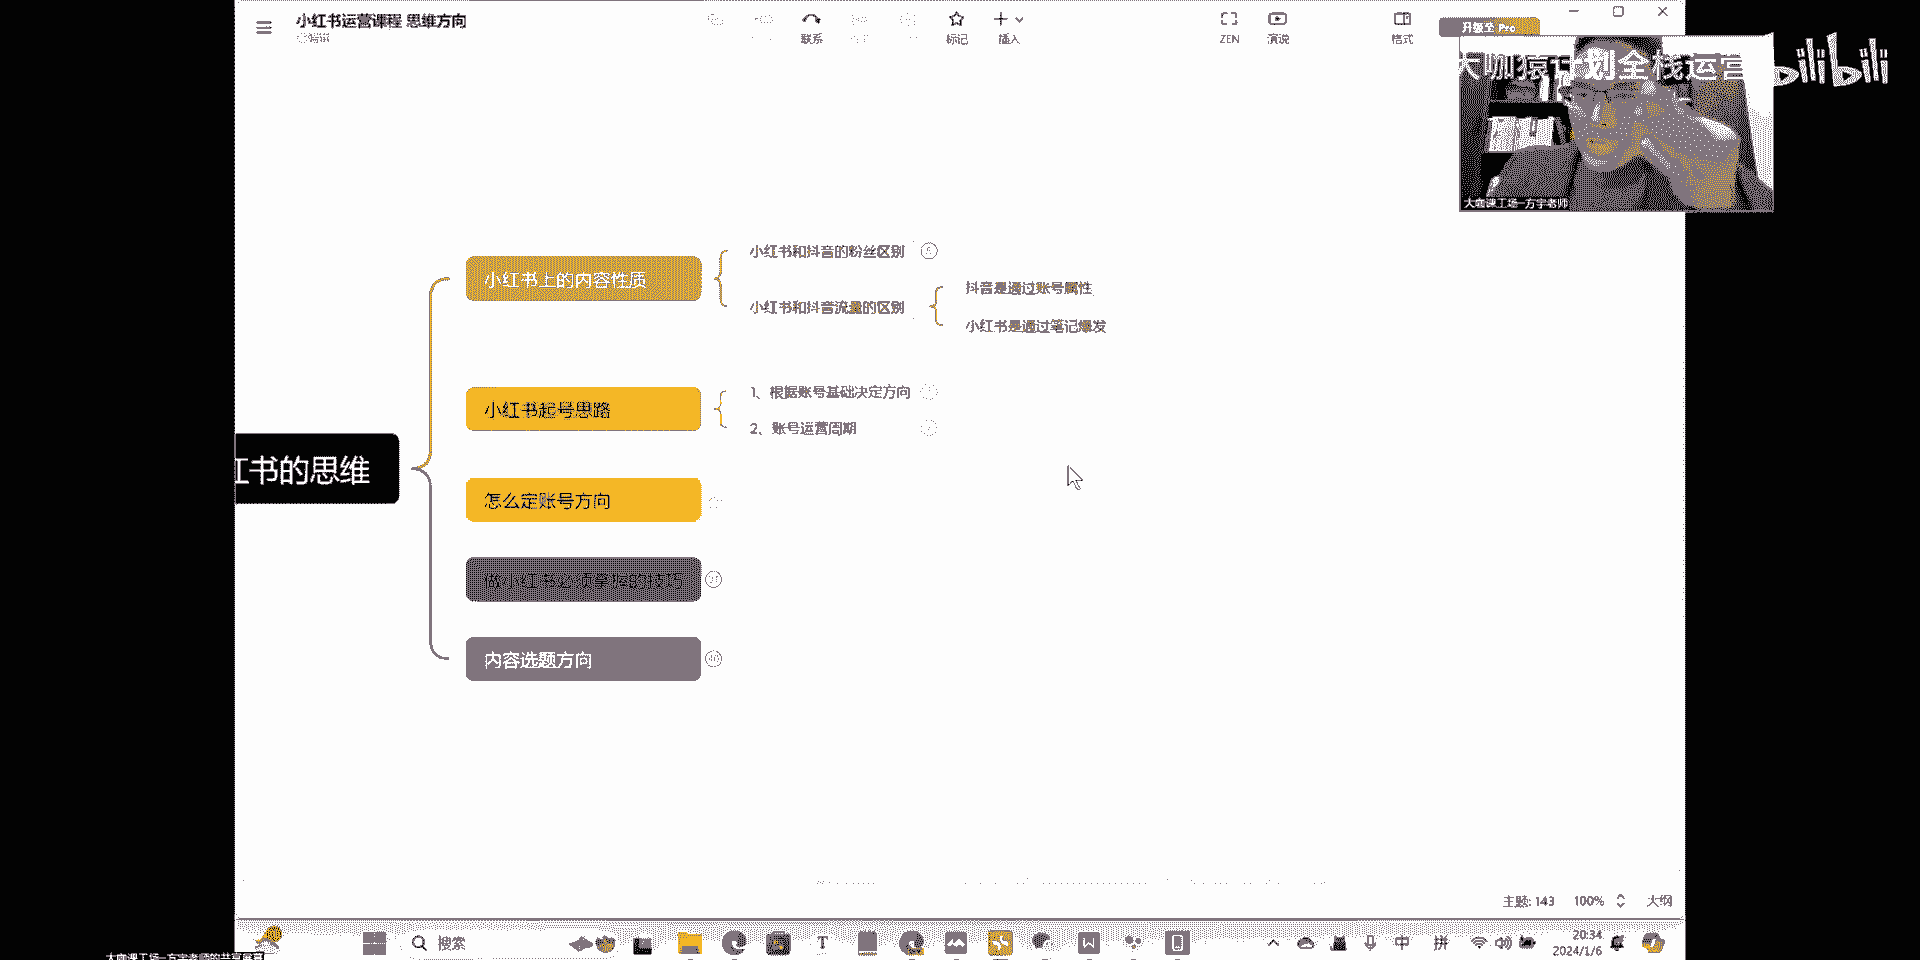 小红书运营课程 思维方向
已编辑
联系
标记
插入
ZEN
演说
格式
升级至 Pro
大咖猿计划全栈运营
bilibili
大咖课工场-方宇老师
小红书上的内容性质
小红书和抖音的粉丝区别
小红书和抖音流量的区别
抖音是通过账号属性
小红书是通过笔记爆发
小红书起号思路
1、根据账号基础决定方向
2、账号运营周期
红书的思维
怎么定账号方向
做小红书必须掌握的技巧
内容选题方向
主题: 143
100%
大纲
搜索
中
拼
20:34
2024/1/6
大咖课工场-方宇老师的共享屏幕